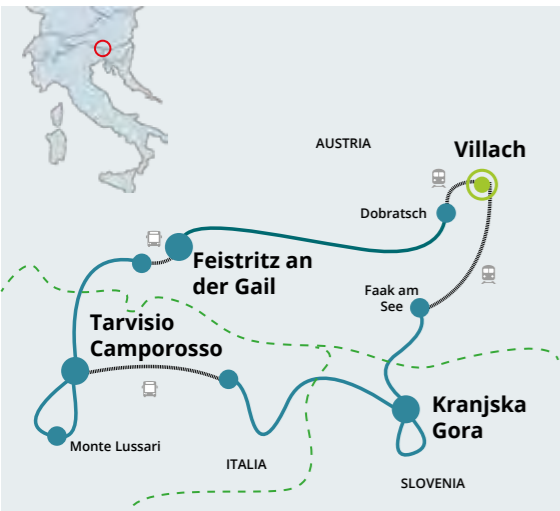 AUSTRIA
Villach
Dobratsch
Feistritz an
der Gail
Faak am
See
Tarvisio
Camporosso
Kranjska
Gora
Monte Lussari
ITALIA
SLOVENIA